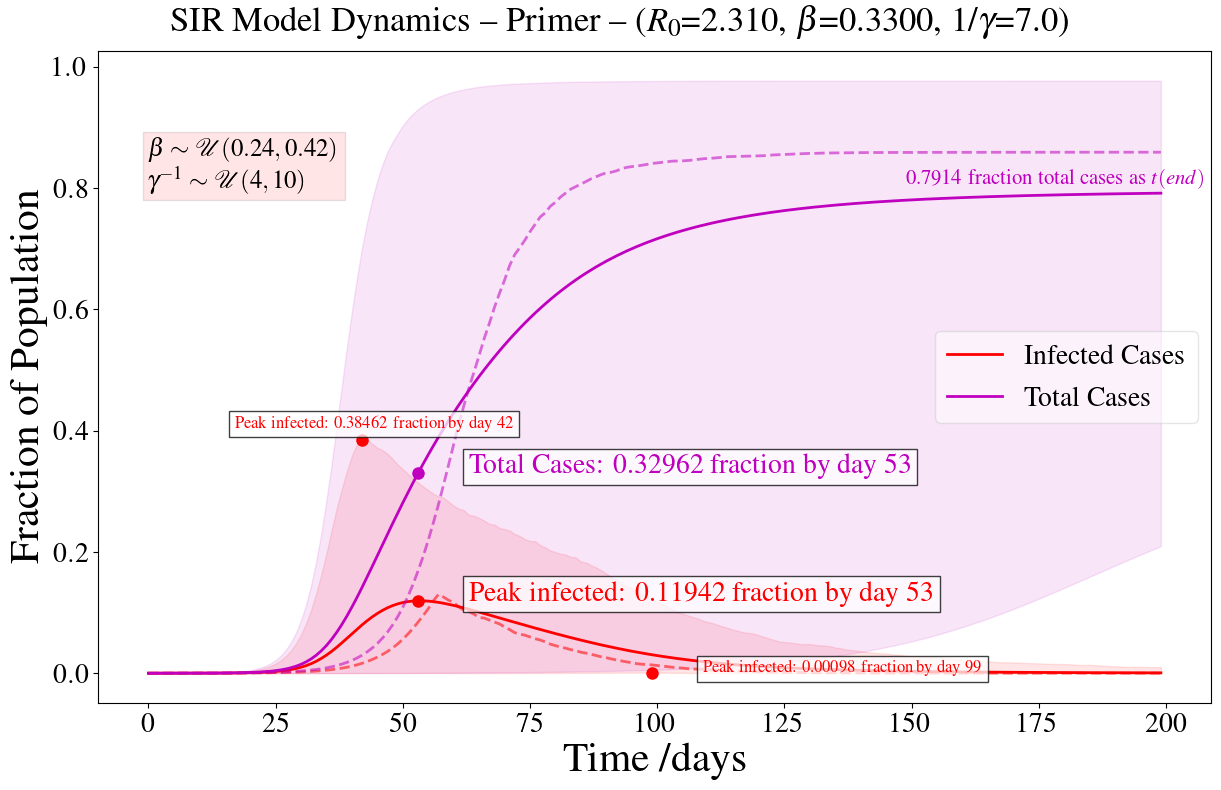 SIR Model Dynamics – Primer – (R₀=2.310, β=0.3300, 1/γ=7.0)
1.0
0.8
0.6
0.4
0.2
0.0
Fraction of Population
β ∼ 𝒰 (0.24, 0.42)
γ⁻¹ ∼ 𝒰 (4, 10)
0.7914 fraction total cases as t(end)
Infected Cases
Total Cases
Peak infected: 0.38462 fraction by day 42
Total Cases: 0.32962 fraction by day 53
Peak infected: 0.11942 fraction by day 53
Peak infected: 0.00098 fraction by day 99
0 25 50 75 100 125 150 175 200
Time /days